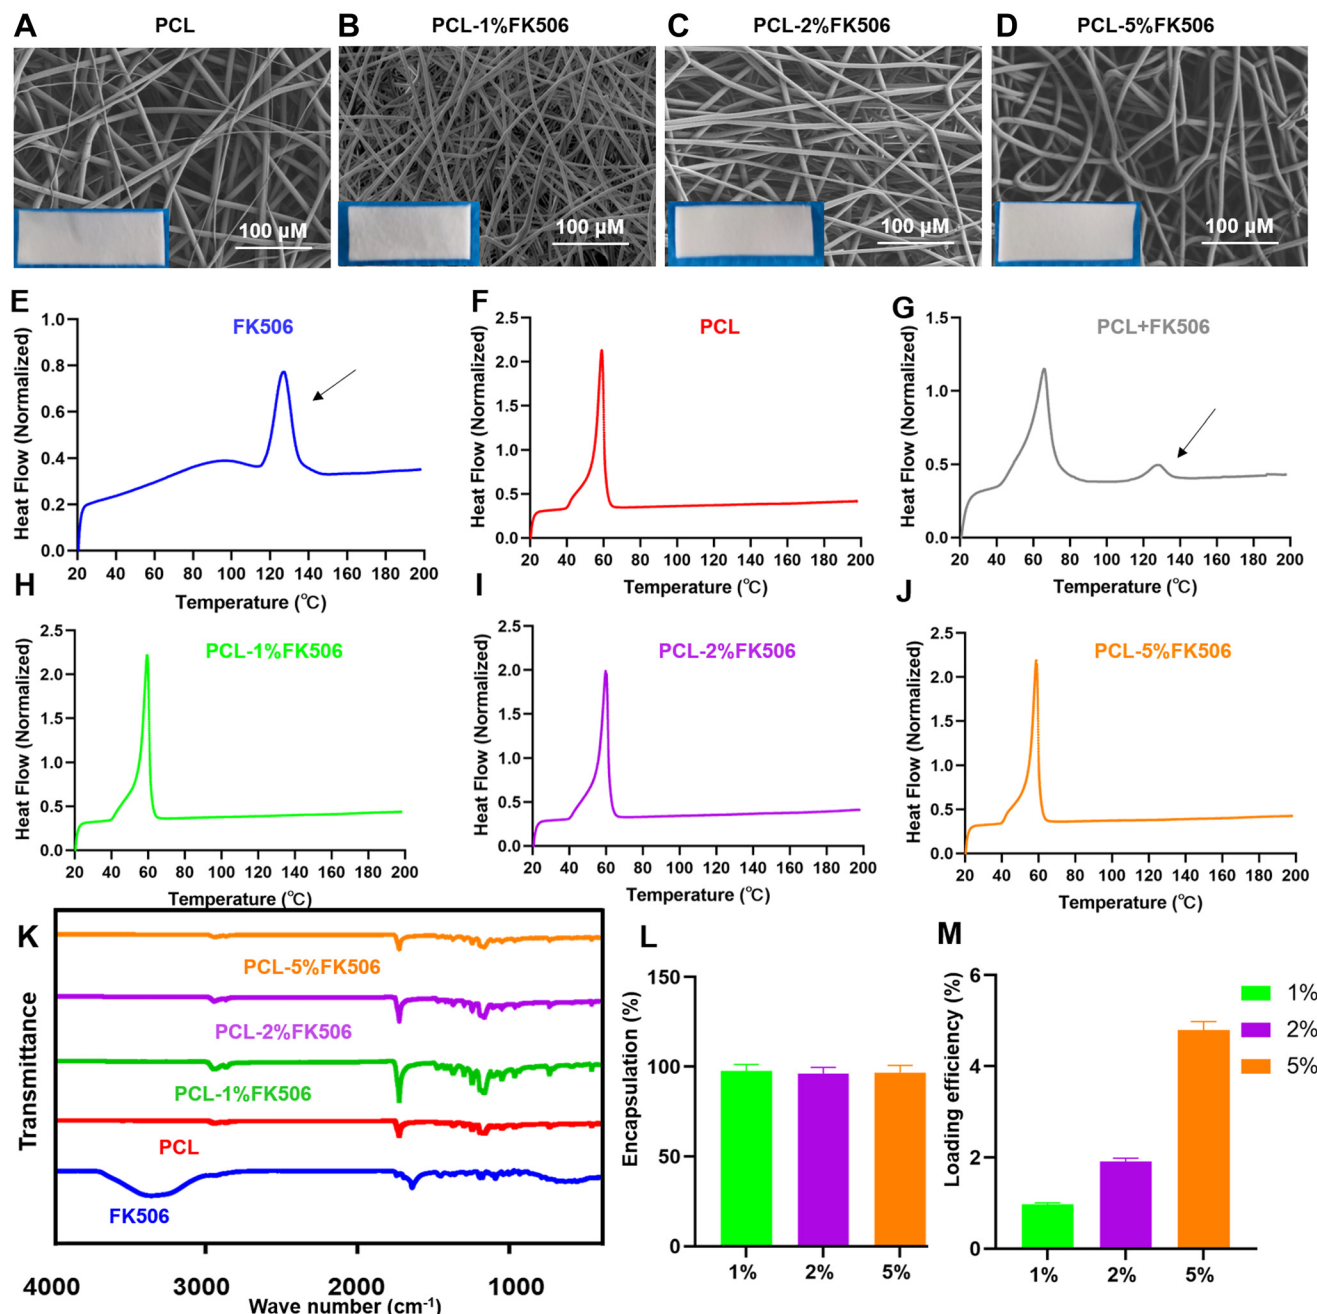 A
PCL
B
PCL-1%FK506
C
PCL-2%FK506
D
PCL-5%FK506
100 µM
100 µM
100 µM
100 µM
E
FK506
Heat Flow (Normalized)
1.0
0.8
0.6
0.4
0.2
0.0
20 40 60 80 100 120 140 160 180 200
Temperature (℃)
F
PCL
Heat Flow (Normalized)
2.5
2.0
1.5
1.0
0.5
0.0
20 40 60 80 100 120 140 160 180 200
Temperature (℃)
G
PCL+FK506
Heat Flow (Normalized)
1.5
1.0
0.5
0.0
20 40 60 80 100 120 140 160 180 200
Temperature (℃)
H
PCL-1%FK506
Heat Flow (Normalized)
2.5
2.0
1.5
1.0
0.5
0.0
20 40 60 80 100 120 140 160 180 200
Temperature (℃)
I
PCL-2%FK506
Heat Flow (Normalized)
2.5
2.0
1.5
1.0
0.5
0.0
20 40 60 80 100 120 140 160 180 200
Temperature (℃)
J
PCL-5%FK506
Heat Flow (Normalized)
2.5
2.0
1.5
1.0
0.5
0.0
20 40 60 80 100 120 140 160 180 200
Temperature (℃)
K
Transmittance
PCL-5%FK506
PCL-2%FK506
PCL-1%FK506
PCL
FK506
4000 3000 2000 1000
Wave number (cm⁻¹)
L
Encapsulation (%)
150
100
50
0
1% 2% 5%
M
Loading efficiency (%)
6
4
2
0
1% 2% 5%
1%
2%
5%